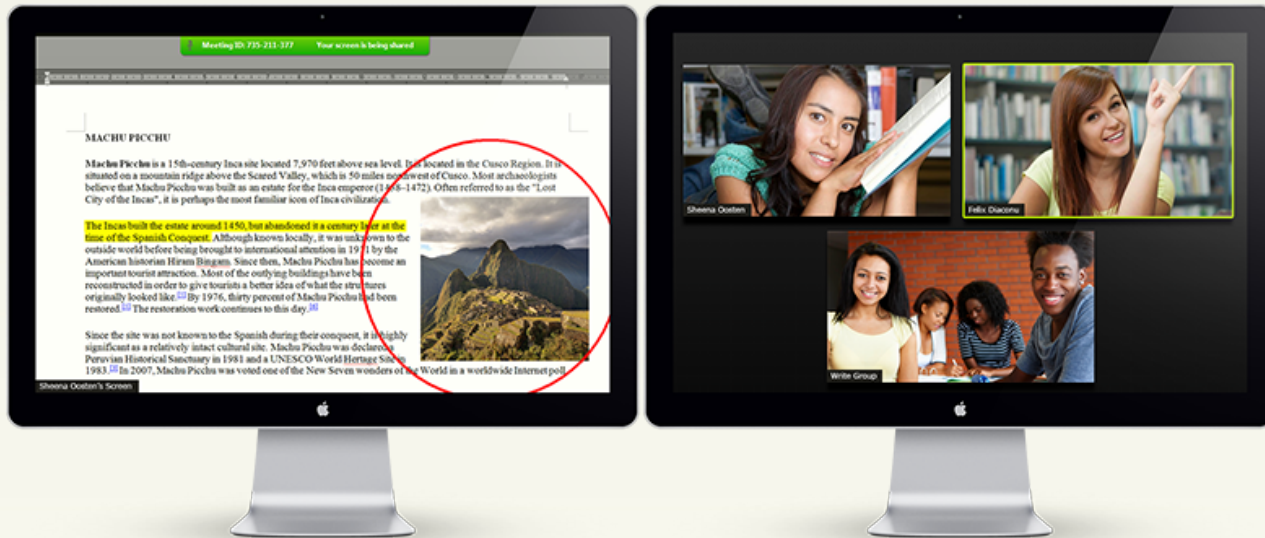 Meeting ID: 735-211-377 Your screen is being shared
MACHU PICCHU
Machu Picchu is a 15th-century Inca site located 7,970 feet above sea level. It is located in the Cusco Region. It is
situated on a mountain ridge above the Scared Valley, which is 50 miles northwest of Cusco. Most archaeologists
believe that Machu Picchu was built as an estate for the Inca emperor (1438–1472). Often referred to as the "Lost
City of the Incas", it is perhaps the most familiar icon of Inca civilization.
The Incas built the estate around 1450, but abandoned it a century later at the
time of the Spanish Conquest. Although known locally, it was unknown to the
outside world before being brought to international attention in 1911 by the
American historian Hiram Bingam. Since then, Machu Picchu has become an
important tourist attraction. Most of the outlying buildings have been
reconstructed in order to give tourists a better idea of what the structures
originally looked like. By 1976, thirty percent of Machu Picchu had been
restored. The restoration work continues to this day.
Since the site was not known to the Spanish during their conquest, it is highly
significant as a relatively intact cultural site. Machu Picchu was declared a
Peruvian Historical Sanctuary in 1981 and a UNESCO World Hertage Site in
1983.[3] In 2007, Machu Picchu was voted one of the New Seven wonders of the World in a worldwide Internet poll
Sheena Oosten's Screen
Sheena Oosten
Felix Diaconu
Write Group